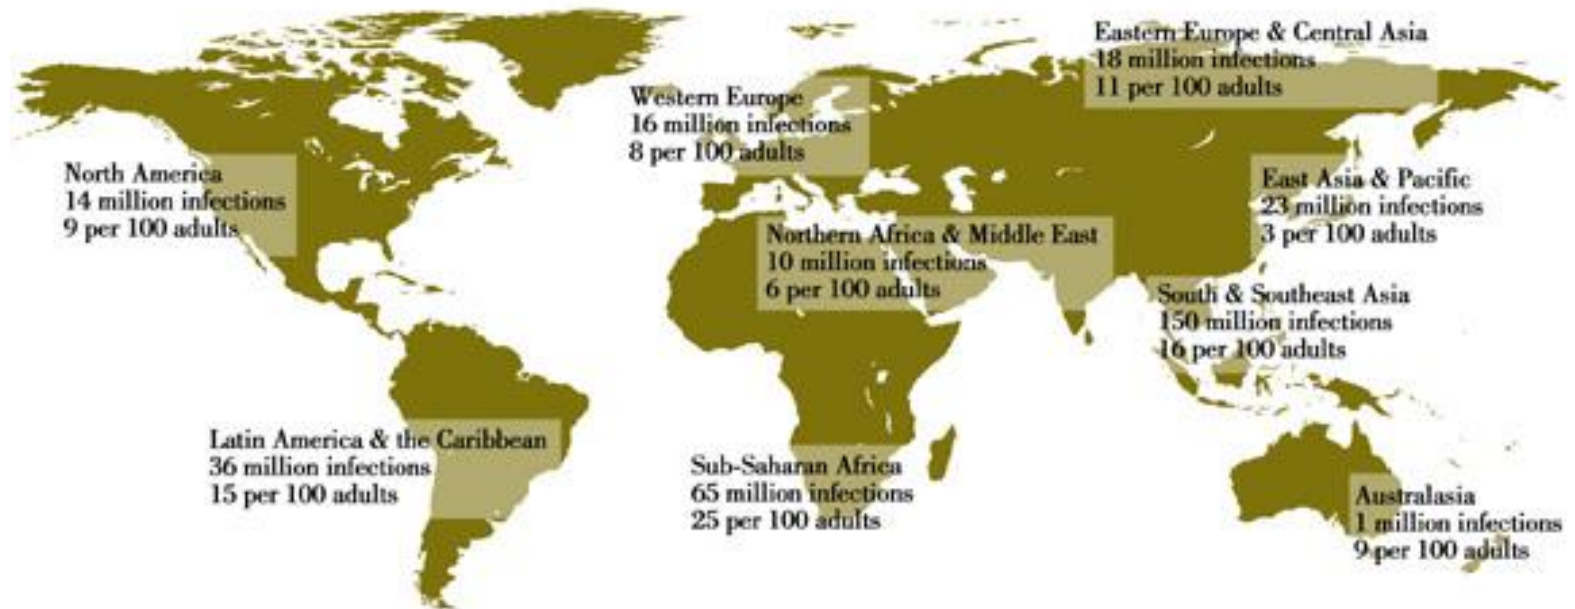 Eastern Europe & Central Asia
18 million infections
11 per 100 adults
Western Europe
16 million infections
8 per 100 adults
North America
14 million infections
9 per 100 adults
East Asia & Pacific
23 million infections
3 per 100 adults
Northern Africa & Middle East
10 million infections
6 per 100 adults
South & Southeast Asia
150 million infections
16 per 100 adults
Latin America & the Caribbean
36 million infections
15 per 100 adults
Sub-Saharan Africa
65 million infections
25 per 100 adults
Australasia
1 million infections
9 per 100 adults